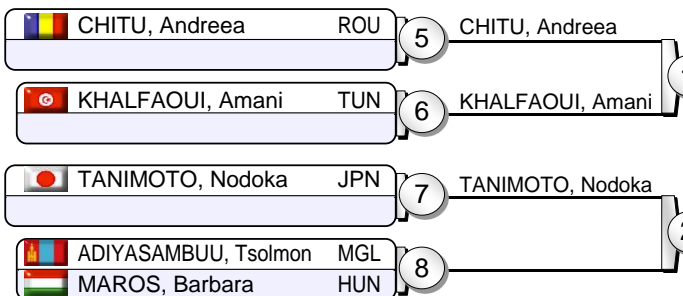 CHITU, Andreea ROU
5
CHITU, Andreea
KHALFAOUI, Amani TUN
6
KHALFAOUI, Amani
TANIMOTO, Nodoka JPN
7
TANIMOTO, Nodoka
ADIYASAMBUU, Tsolmon MGL
8
MAROS, Barbara HUN